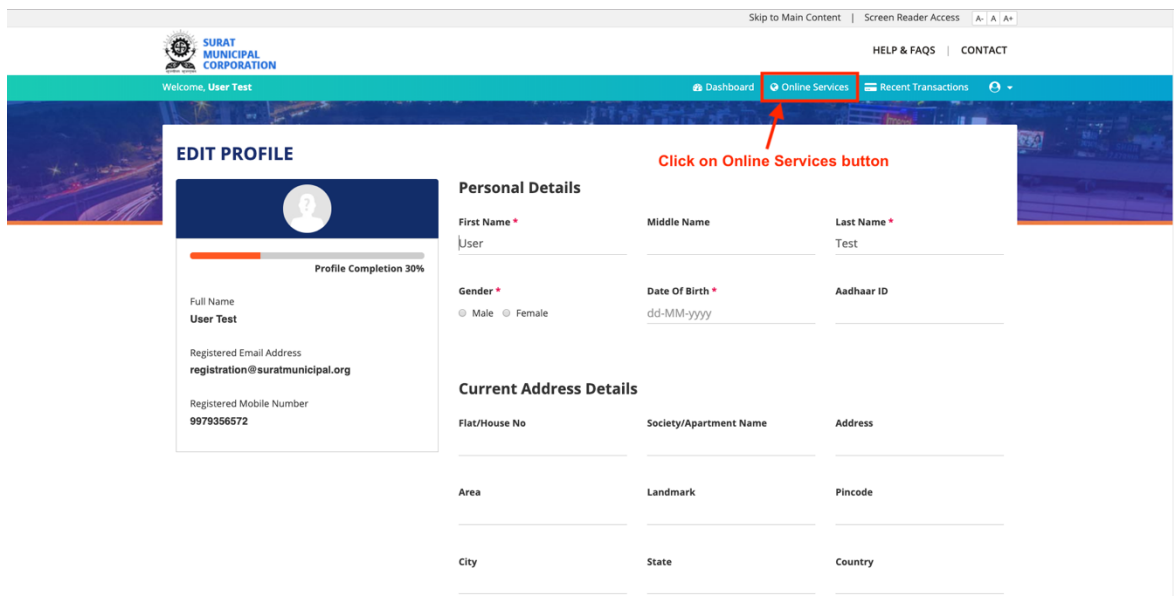 Skip to Main Content | Screen Reader Access A- A A+
SURAT
MUNICIPAL
CORPORATION
HELP & FAQS | CONTACT
Welcome, User Test
Dashboard Online Services Recent Transactions
EDIT PROFILE
Click on Online Services button
Profile Completion 30%
Full Name
User Test
Registered Email Address
registration@suratmunicipal.org
Registered Mobile Number
9979356572
Personal Details
First Name * Middle Name Last Name *
User Test
Gender * Date Of Birth * Aadhaar ID
Male Female dd-MM-yyyy
Current Address Details
Flat/House No Society/Apartment Name Address
Area Landmark Pincode
City State Country